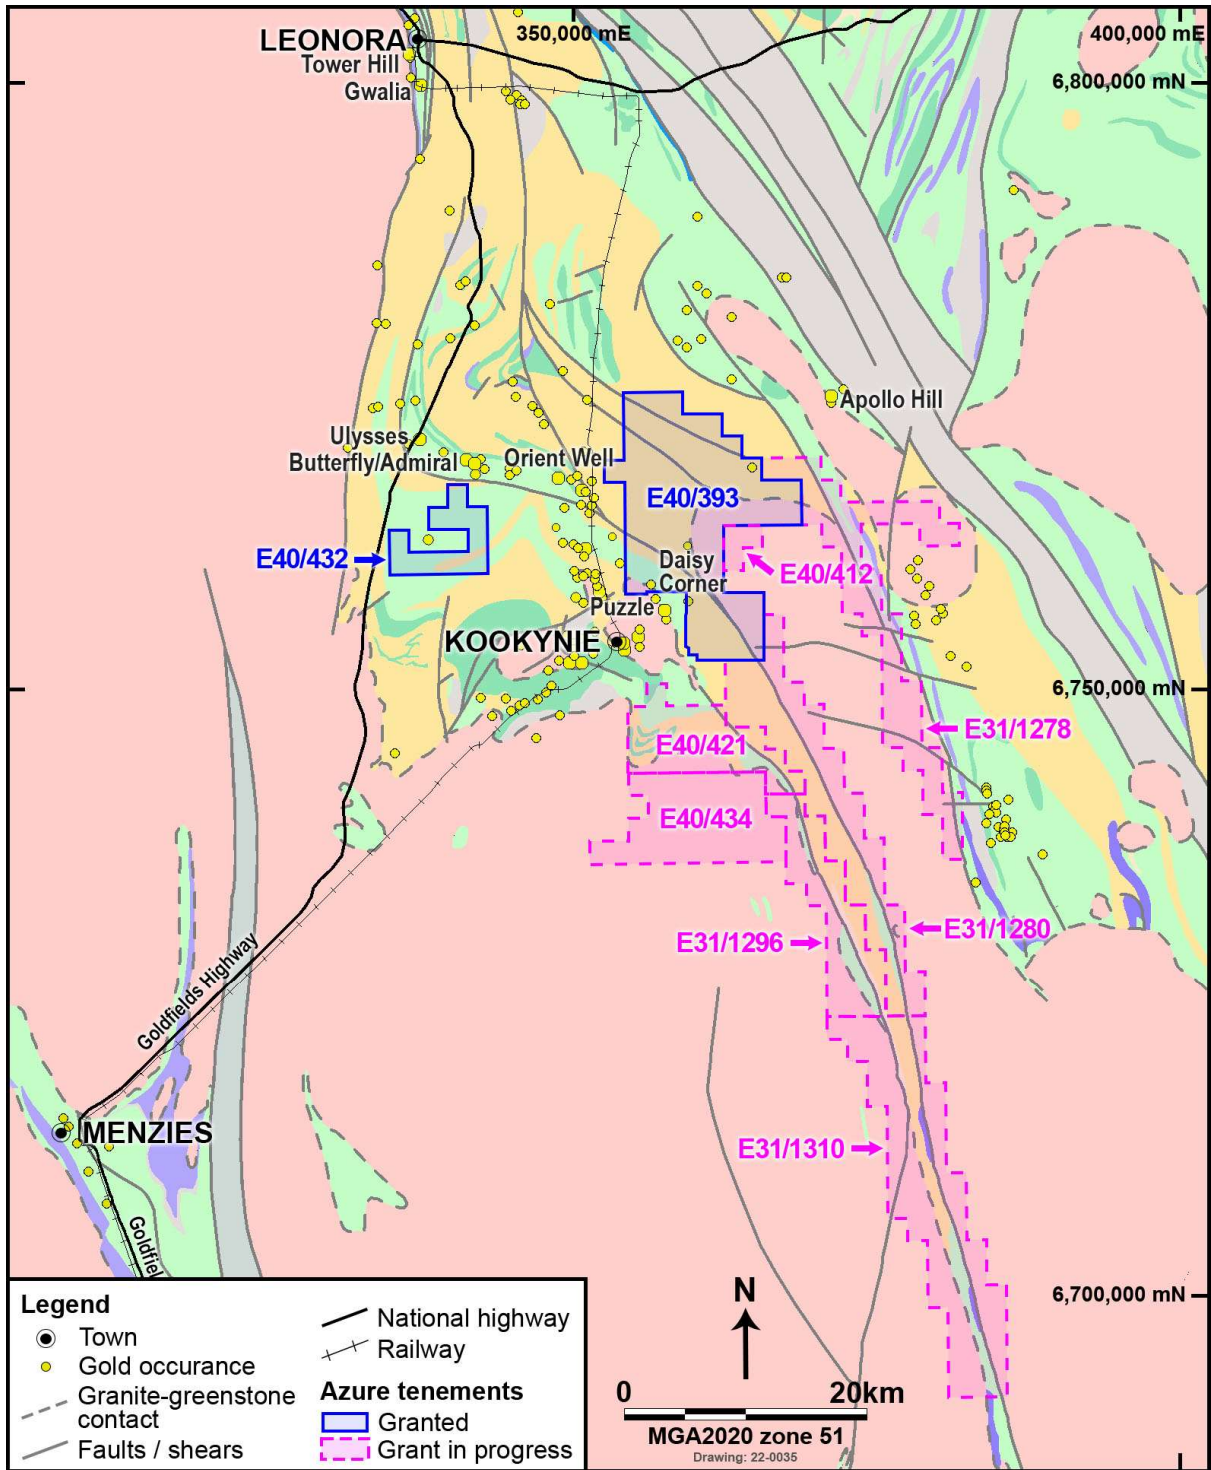 LEONORA
350,000 mE
400,000 mE
Tower Hill
6,800,000 mN
Gwalia
Apollo Hill
Ulysses
Butterfly/Admiral
Orient Well
E40/393
E40/432
Daisy
Corner
E40/412
Puzzle
KOOKYNIE
6,750,000 mN
E31/1278
E40/421
E40/434
E31/1296
E31/1280
Goldfields Highway
MENZIES
E31/1310
Goldfiel
Legend
Town
Gold occurance
Granite-greenstone
contact
Faults / shears
National highway
Railway
Azure tenements
Granted
Grant in progress
N
6,700,000 mN
0 20km
MGA2020 zone 51
Drawing: 22-0035